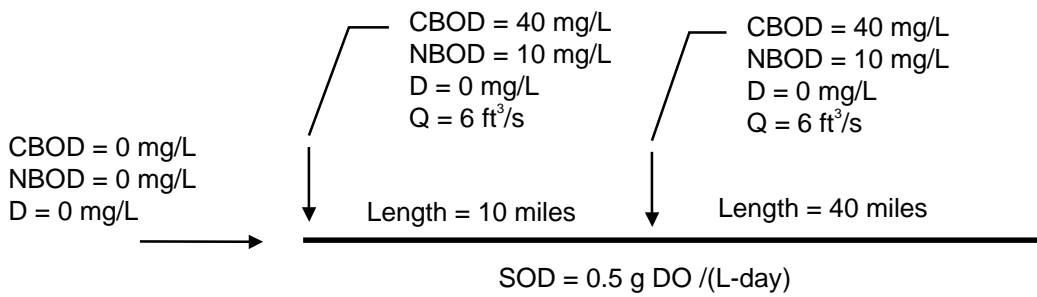 CBOD = 40 mg/L
NBOD = 10 mg/L
D = 0 mg/L
Q = 6 ft³/s
CBOD = 40 mg/L
NBOD = 10 mg/L
D = 0 mg/L
Q = 6 ft³/s
CBOD = 0 mg/L
NBOD = 0 mg/L
D = 0 mg/L
Length = 10 miles
Length = 40 miles
SOD = 0.5 g DO /(L-day)